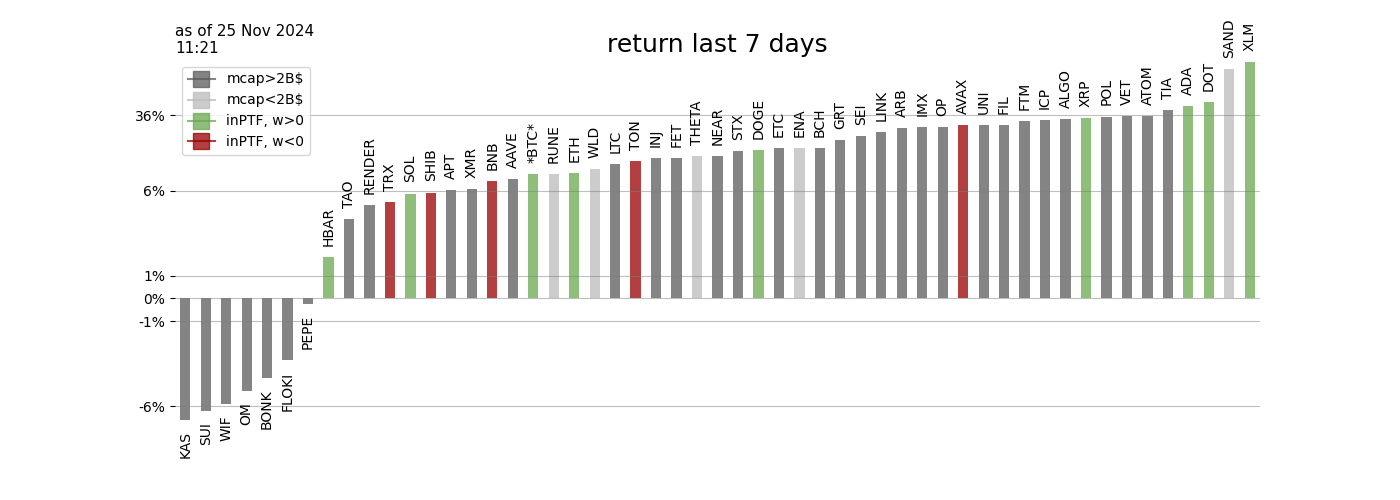 as of 25 Nov 2024
11:21
return last 7 days
mcap>2B$
mcap<2B$
inPTF, w>0
inPTF, w<0
36%
6%
1%
0%
-1%
-6%
KAS
SUI
WIF
OM
BONK
FLOKI
PEPE
HBAR
TAO
RENDER
TRX
SOL
SHIB
APT
XMR
BNB
AAVE
*BTC*
RUNE
ETH
WLD
LTC
TON
INJ
FET
THETA
NEAR
STX
DOGE
ETC
ENA
BCH
GRT
SEI
LINK
ARB
IMX
OP
AVAX
UNI
FIL
FTM
ICP
ALGO
XRP
POL
VET
ATOM
TIA
ADA
DOT
SAND
XLM